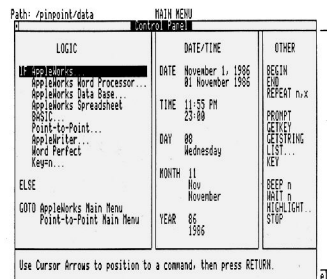 Path: /pinpoint/data MAIN MENU
Control Panel
LOGIC
IF AppleWorks...
AppleWorks Word Processor...
AppleWorks Data Base...
AppleWorks Spreadsheet
BASIC...
Point-to-Point...
AppleWriter...
Word Perfect
Key=n...
ELSE
GOTO AppleWorks Main Menu
Point-to-Point Main Menu
DATE/TIME
DATE November 1, 1986
01 November 1986
TIME 11:55 PM
23:00
DAY 08
Wednesday
MONTH 11
Nov
November
YEAR 86
1986
OTHER
BEGIN
END
REPEAT n,x
PROMPT
GETKEY
GETSTRING
LIST...
KEY
BEEP n
WAIT n
HIGHLIGHT..
STOP
Use Cursor Arrows to position to a command, then press RETURN.